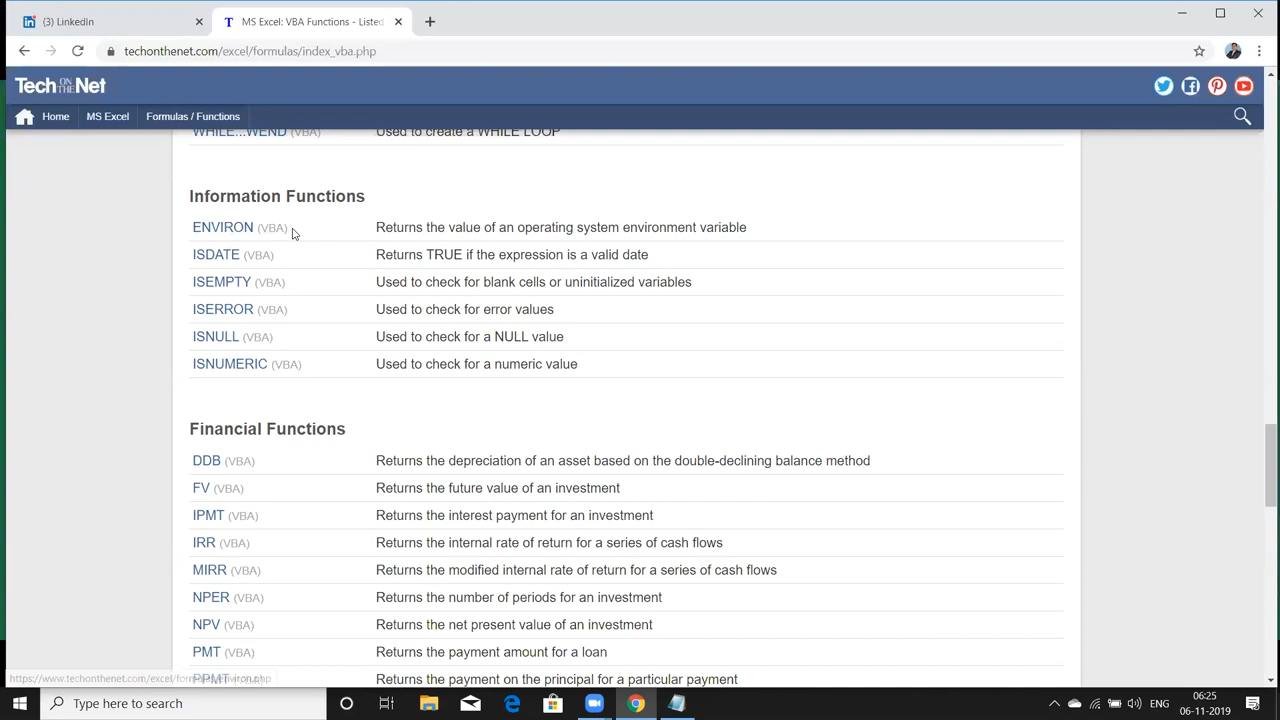 (3) LinkedIn
T MS Excel: VBA Functions - Listed
techonthenet.com/excel/formulas/index_vba.php
Tech ON THE Net
Home MS Excel Formulas / Functions
WHILE...WEND (VBA) Used to create a WHILE LOOP
Information Functions
ENVIRON (VBA) Returns the value of an operating system environment variable
ISDATE (VBA) Returns TRUE if the expression is a valid date
ISEMPTY (VBA) Used to check for blank cells or uninitialized variables
ISERROR (VBA) Used to check for error values
ISNULL (VBA) Used to check for a NULL value
ISNUMERIC (VBA) Used to check for a numeric value
Financial Functions
DDB (VBA) Returns the depreciation of an asset based on the double-declining balance method
FV (VBA) Returns the future value of an investment
IPMT (VBA) Returns the interest payment for an investment
IRR (VBA) Returns the internal rate of return for a series of cash flows
MIRR (VBA) Returns the modified internal rate of return for a series of cash flows
NPER (VBA) Returns the number of periods for an investment
NPV (VBA) Returns the net present value of an investment
PMT (VBA) Returns the payment amount for a loan
PPMT Returns the payment on the principal for a particular payment
https://www.techonthenet.com/excel/formulas/environ.php
Type here to search
ENG
06:25
06-11-2019